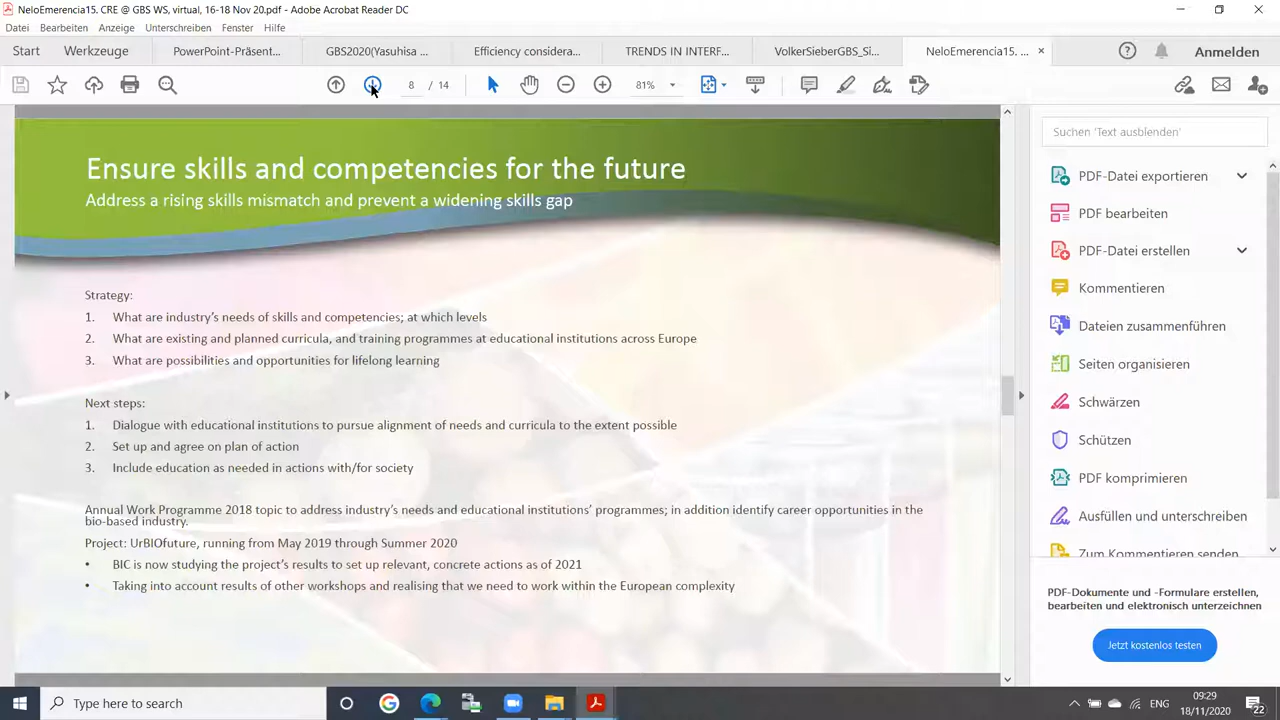 NeloEmerencia15. CRE @ GBS WS, virtual, 16-18 Nov 20.pdf - Adobe Acrobat Reader DC
Datei Bearbeiten Anzeige Unterschreiben Fenster Hilfe
Start Werkzeuge PowerPoint-Präsent... GBS2020(Yasuhisa ... Efficiency considera... TRENDS IN INTERF... VolkerSieberGBS_Si... NeloEmerencia15. ... × Anmelden
8 / 14 81%
Ensure skills and competencies for the future
Address a rising skills mismatch and prevent a widening skills gap
Strategy:
1. What are industry's needs of skills and competencies; at which levels
2. What are existing and planned curricula, and training programmes at educational institutions across Europe
3. What are possibilities and opportunities for lifelong learning
Next steps:
1. Dialogue with educational institutions to pursue alignment of needs and curricula to the extent possible
2. Set up and agree on plan of action
3. Include education as needed in actions with/for society
Annual Work Programme 2018 topic to address industry's needs and educational institutions' programmes; in addition identify career opportunities in the
bio-based industry.
Project: UrBIOfuture, running from May 2019 through Summer 2020
• BIC is now studying the project's results to set up relevant, concrete actions as of 2021
• Taking into account results of other workshops and realising that we need to work within the European complexity
Suchen 'Text ausblenden'
PDF-Datei exportieren
PDF bearbeiten
PDF-Datei erstellen
Kommentieren
Dateien zusammenführen
Seiten organisieren
Schwärzen
Schützen
PDF komprimieren
Ausfüllen und unterschreiben
Zum Kommentieren senden
PDF-Dokumente und -Formulare erstellen,
bearbeiten und elektronisch unterzeichnen
Jetzt kostenlos testen
Type here to search
ENG
09:29
18/11/2020
22